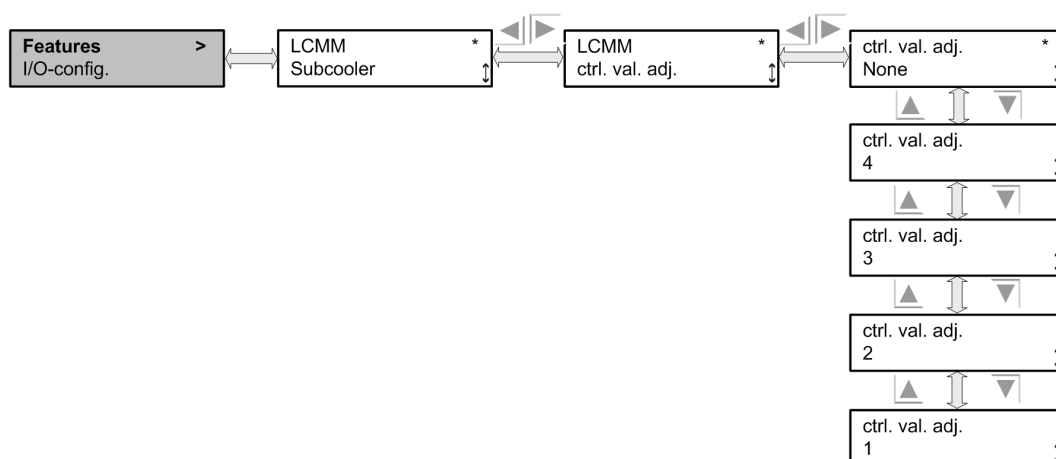 Features >
I/O-config.
LCMM *
Subcooler
LCMM *
ctrl. val. adj.
ctrl. val. adj. *
None
ctrl. val. adj.
4
ctrl. val. adj.
3
ctrl. val. adj.
2
ctrl. val. adj.
1